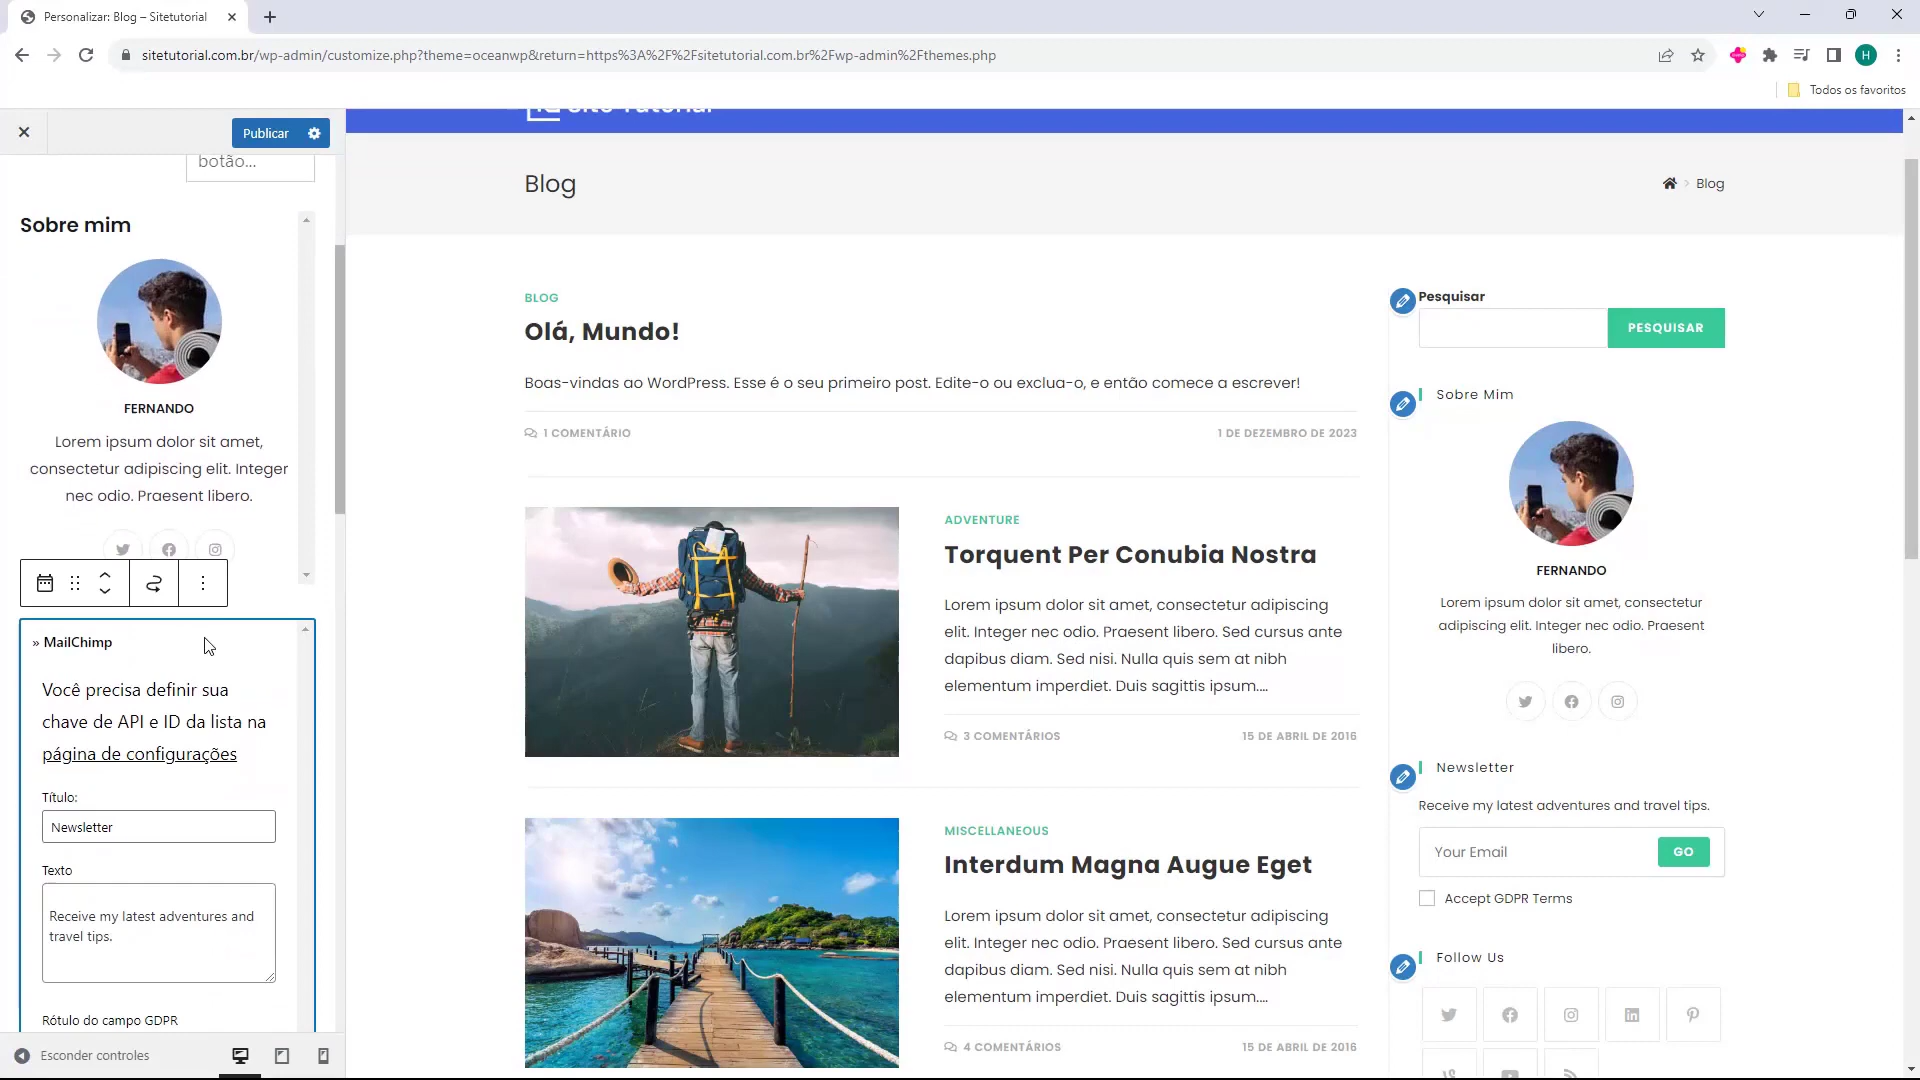 Personalizar: Blog – Sitetutorial
sitetutorial.com.br/wp-admin/customize.php?theme=oceanwp&return=https%3A%2F%2Fsitetutorial.com.br%2Fwp-admin%2Fthemes.php
H
Todos os favoritos
Publicar
botão...
Sobre mim
FERNANDO
Lorem ipsum dolor sit amet,
consectetur adipiscing elit. Integer
nec odio. Praesent libero.
» MailChimp
Você precisa definir sua
chave de API e ID da lista na
página de configurações
Título:
Newsletter
Texto
Receive my latest adventures and
travel tips.
Rótulo do campo GDPR
Esconder controles
Site Tutorial
Blog
> Blog
BLOG
Olá, Mundo!
Boas-vindas ao WordPress. Esse é o seu primeiro post. Edite-o ou exclua-o, e então comece a escrever!
1 COMENTÁRIO
1 DE DEZEMBRO DE 2023
ADVENTURE
Torquent Per Conubia Nostra
Lorem ipsum dolor sit amet, consectetur adipiscing
elit. Integer nec odio. Praesent libero. Sed cursus ante
dapibus diam. Sed nisi. Nulla quis sem at nibh
elementum imperdiet. Duis sagittis ipsum....
3 COMENTÁRIOS
15 DE ABRIL DE 2016
MISCELLANEOUS
Interdum Magna Augue Eget
Lorem ipsum dolor sit amet, consectetur adipiscing
elit. Integer nec odio. Praesent libero. Sed cursus ante
dapibus diam. Sed nisi. Nulla quis sem at nibh
elementum imperdiet. Duis sagittis ipsum....
4 COMENTÁRIOS
15 DE ABRIL DE 2016
Pesquisar
PESQUISAR
Sobre Mim
FERNANDO
Lorem ipsum dolor sit amet, consectetur
adipiscing elit. Integer nec odio. Praesent
libero.
Newsletter
Receive my latest adventures and travel tips.
Your Email
GO
Accept GDPR Terms
Follow Us